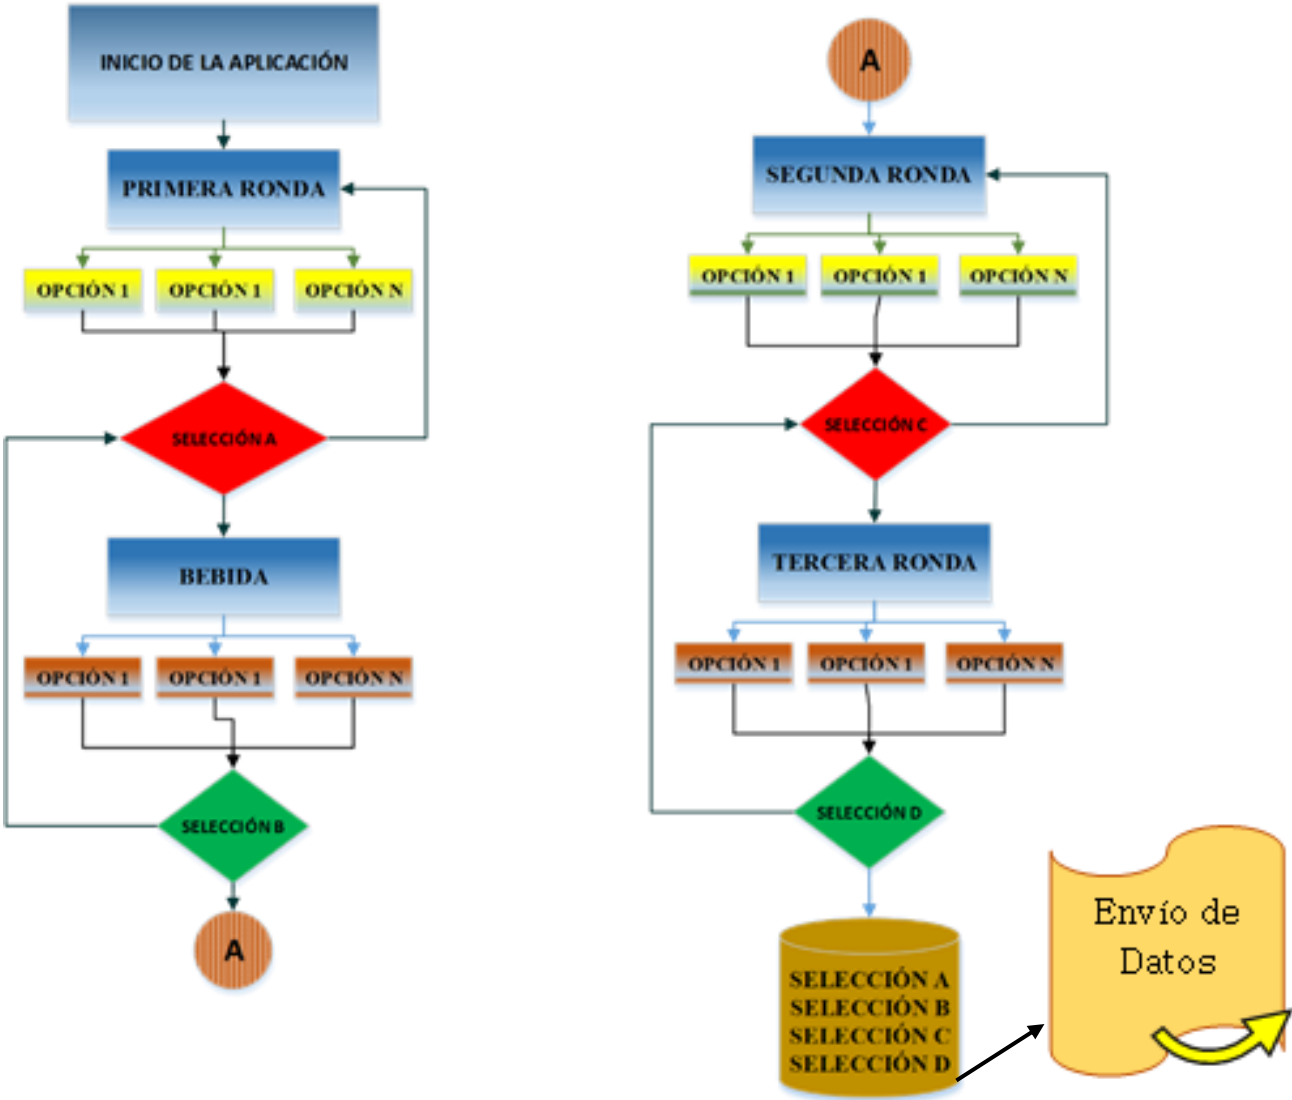 INICIO DE LA APLICACIÓN
PRIMERA RONDA
OPCIÓN 1
OPCIÓN 1
OPCIÓN N
SELECCIÓN A
BEBIDA
OPCIÓN 1
OPCIÓN 1
OPCIÓN N
SELECCIÓN B
A
A
SEGUNDA RONDA
OPCIÓN 1
OPCIÓN 1
OPCIÓN N
SELECCIÓN C
TERCERA RONDA
OPCIÓN 1
OPCIÓN 1
OPCIÓN N
SELECCIÓN D
SELECCIÓN A
SELECCIÓN B
SELECCIÓN C
SELECCIÓN D
Envío de
Datos